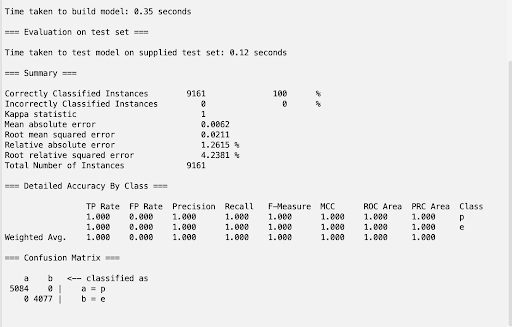 Time taken to build model: 0.35 seconds
=== Evaluation on test set ===
Time taken to test model on supplied test set: 0.12 seconds
=== Summary ===
Correctly Classified Instances 9161 100 %
Incorrectly Classified Instances 0 0 %
Kappa statistic 1
Mean absolute error 0.0062
Root mean squared error 0.0211
Relative absolute error 1.2615 %
Root relative squared error 4.2381 %
Total Number of Instances 9161
=== Detailed Accuracy By Class ===
TP Rate FP Rate Precision Recall F-Measure MCC ROC Area PRC Area Class
1.000 0.000 1.000 1.000 1.000 1.000 1.000 1.000 p
1.000 0.000 1.000 1.000 1.000 1.000 1.000 1.000 e
Weighted Avg. 1.000 0.000 1.000 1.000 1.000 1.000 1.000 1.000
=== Confusion Matrix ===
a b <-- classified as
5084 0 | a = p
0 4077 | b = e